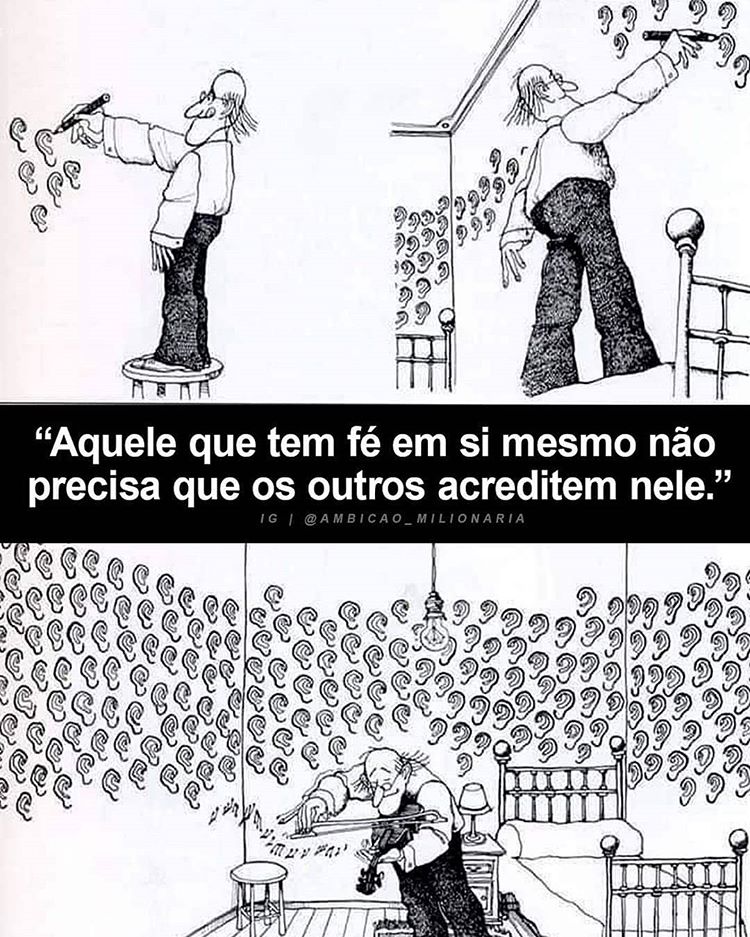 “Aquele que tem fé em si mesmo não
precisa que os outros acreditem nele.”
IG | @AMBICAO_MILIONARIA